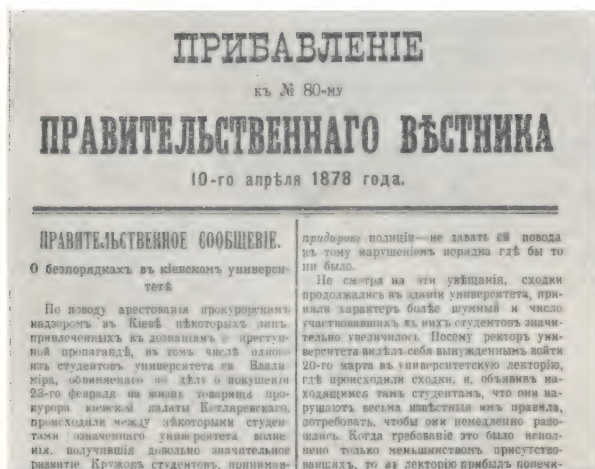 ПРИБАВЛЕНІЕ
къ № 80-му
ПРАВИТЕЛЬСТВЕННАГО ВѢСТНИКА
10-го апрѣля 1878 года.
ПРАВИТЕЛЬСТВЕННОЕ СООБЩЕНІЕ.
О безпорядкахъ въ кіевскомъ универси-
тетѣ
По поводу арестованія прокурорскимъ
надзоромъ въ Кіевѣ нѣкоторыхъ лицъ,
привлеченныхъ къ дознаніямъ о преступ-
ной пропагандѣ, въ томъ числѣ одного
изъ студентовъ университета св. Влади-
міра, обвиняемаго по дѣлу о покушеніи
23-го февраля на жизнь товарища про-
курора кіевской палаты Котляревскаго,
происходили между нѣкоторыми студен-
тами означеннаго университета волне-
нія, получившія довольно значительное
развитіе. Кружокъ студентовъ, принимав-
придирокъ полиціи—не давать ей повода
къ тому нарушеніемъ порядка гдѣ бы то
ни было.
Не смотря на эти увѣщанія, сходки
продолжались въ зданіи университета, при-
няли характеръ болѣе шумный и число
участвовавшихъ въ нихъ студентовъ значи-
тельно увеличилось. Посему ректоръ уни-
верситета видѣлъ себя вынужденнымъ войти
20-го марта въ университетскую лекторію,
гдѣ происходили сходки, и, объявивъ на-
ходящимся тамъ студентамъ, что они на-
рушаютъ весьма извѣстныя имъ правила,
потребовать, чтобы они немедленно разо-
шлись. Когда требованіе это было испол-
нено только меньшинствомъ присутство-
вавшихъ, то въ лекторію прибылъ попечи-